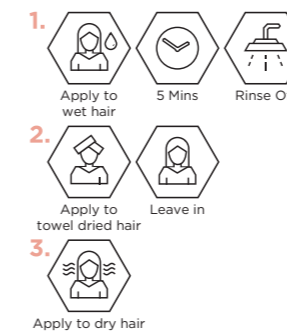 1.
Apply to
wet hair
5 Mins
Rinse O
2.
Apply to
towel dried hair
Leave in
3.
Apply to dry hair